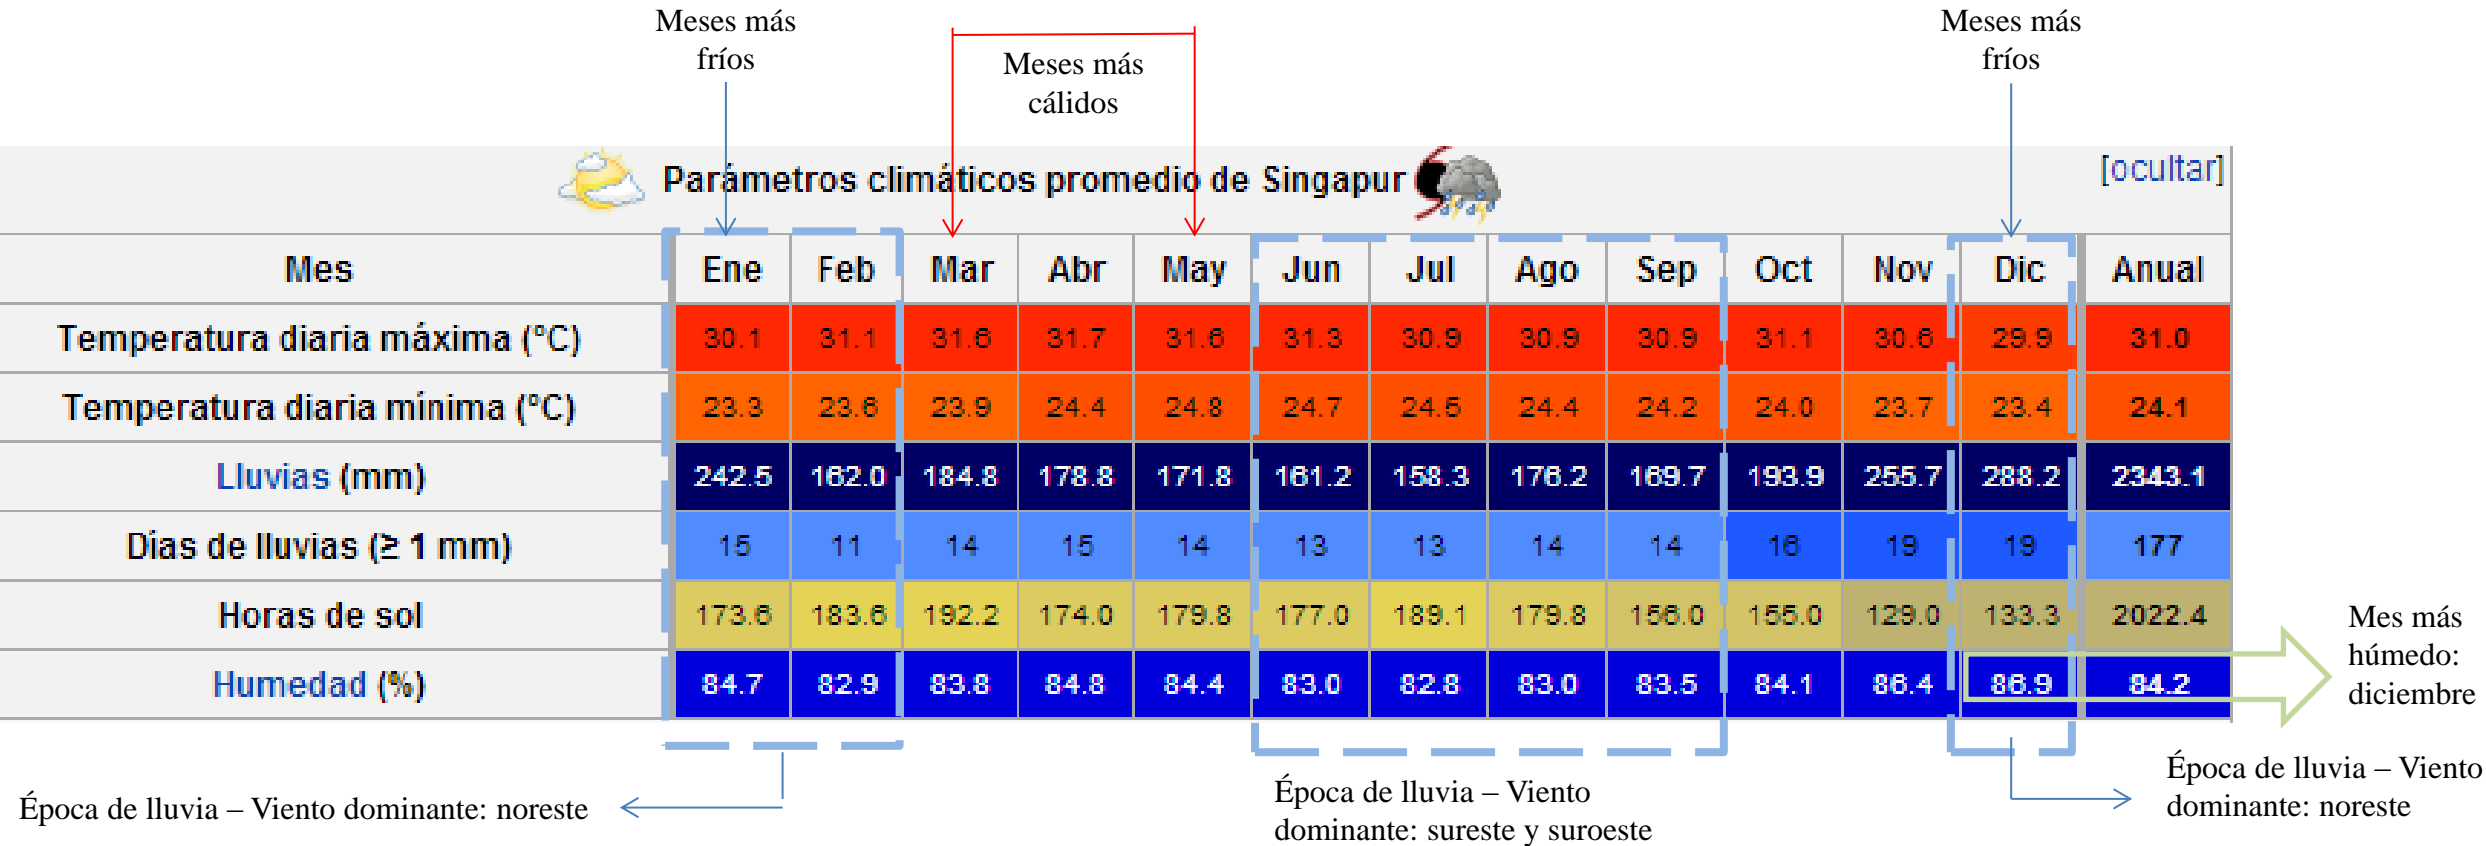 Meses más
fríos
Meses más
cálidos
Meses más
fríos
Parámetros climáticos promedio de Singapur
[ocultar]
Mes Ene Feb Mar Abr May Jun Jul Ago Sep Oct Nov Dic Anual
Temperatura diaria máxima (°C) 30.1 31.1 31.6 31.7 31.6 31.3 30.9 30.9 30.9 31.1 30.6 29.9 31.0
Temperatura diaria mínima (°C) 23.3 23.6 23.9 24.4 24.8 24.7 24.5 24.4 24.2 24.0 23.7 23.4 24.1
Lluvias (mm) 242.5 162.0 184.8 178.8 171.8 161.2 158.3 176.2 169.7 193.9 255.7 288.2 2343.1
Días de lluvias (≥ 1 mm) 15 11 14 15 14 13 13 14 14 16 19 19 177
Horas de sol 173.6 183.6 192.2 174.0 179.8 177.0 189.1 179.8 156.0 155.0 129.0 133.3 2022.4
Humedad (%) 84.7 82.9 83.8 84.8 84.4 83.0 82.8 83.0 83.5 84.1 86.4 86.9 84.2
Mes más
húmedo:
diciembre
Época de lluvia – Viento dominante: noreste
Época de lluvia – Viento
dominante: sureste y suroeste
Época de lluvia – Viento
dominante: noreste